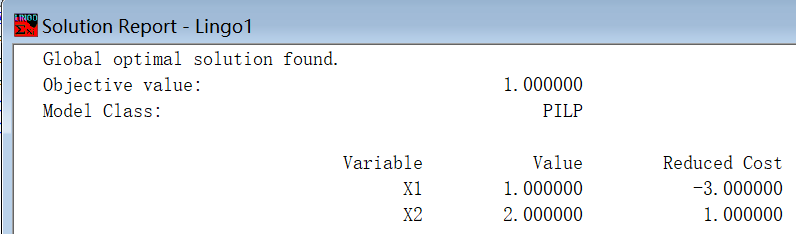 LINGO
Solution Report - Lingo1
Global optimal solution found.
Objective value: 1.000000
Model Class: PILP
Variable Value Reduced Cost
X1 1.000000 -3.000000
X2 2.000000 1.000000